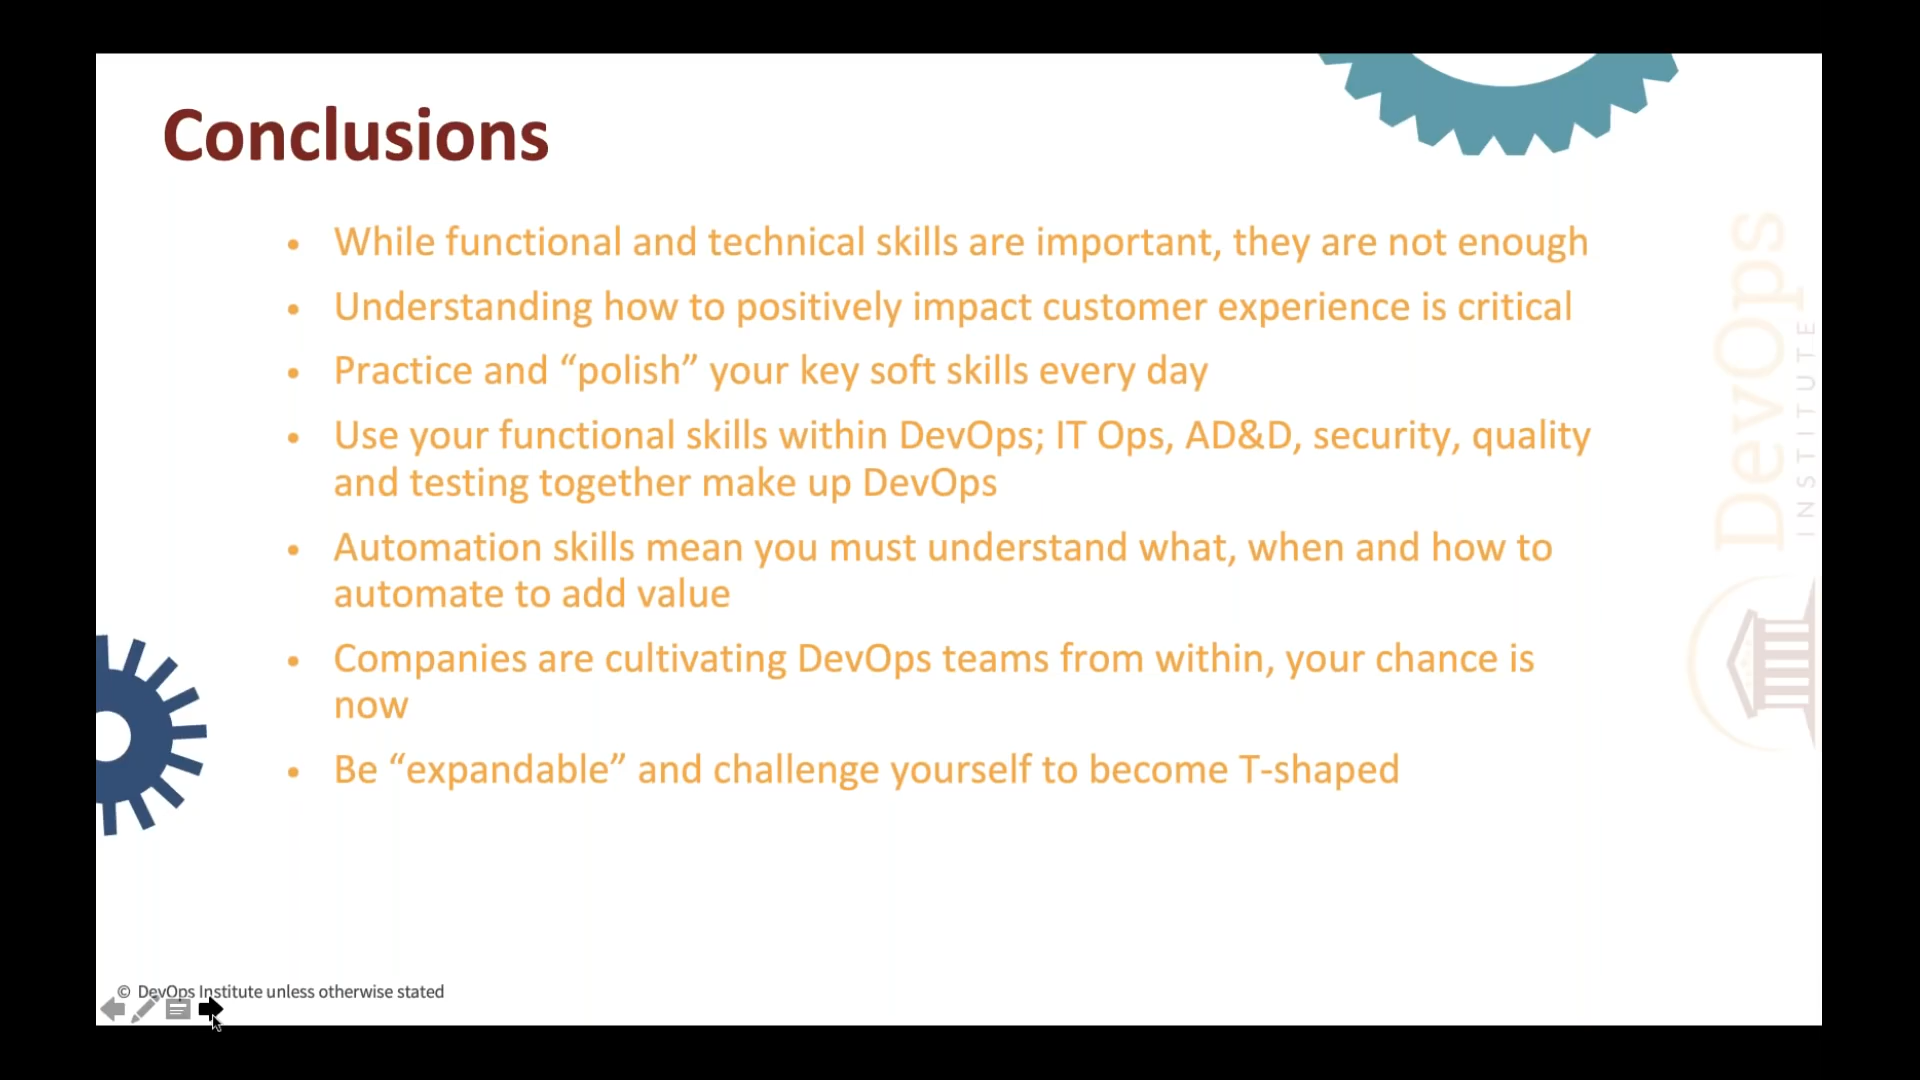 Conclusions
• While functional and technical skills are important, they are not enough
• Understanding how to positively impact customer experience is critical
• Practice and “polish” your key soft skills every day
• Use your functional skills within DevOps; IT Ops, AD&D, security, quality
and testing together make up DevOps
• Automation skills mean you must understand what, when and how to
automate to add value
• Companies are cultivating DevOps teams from within, your chance is
now
• Be “expandable” and challenge yourself to become T-shaped
DevOps
INSTITUTE
© DevOps Institute unless otherwise stated